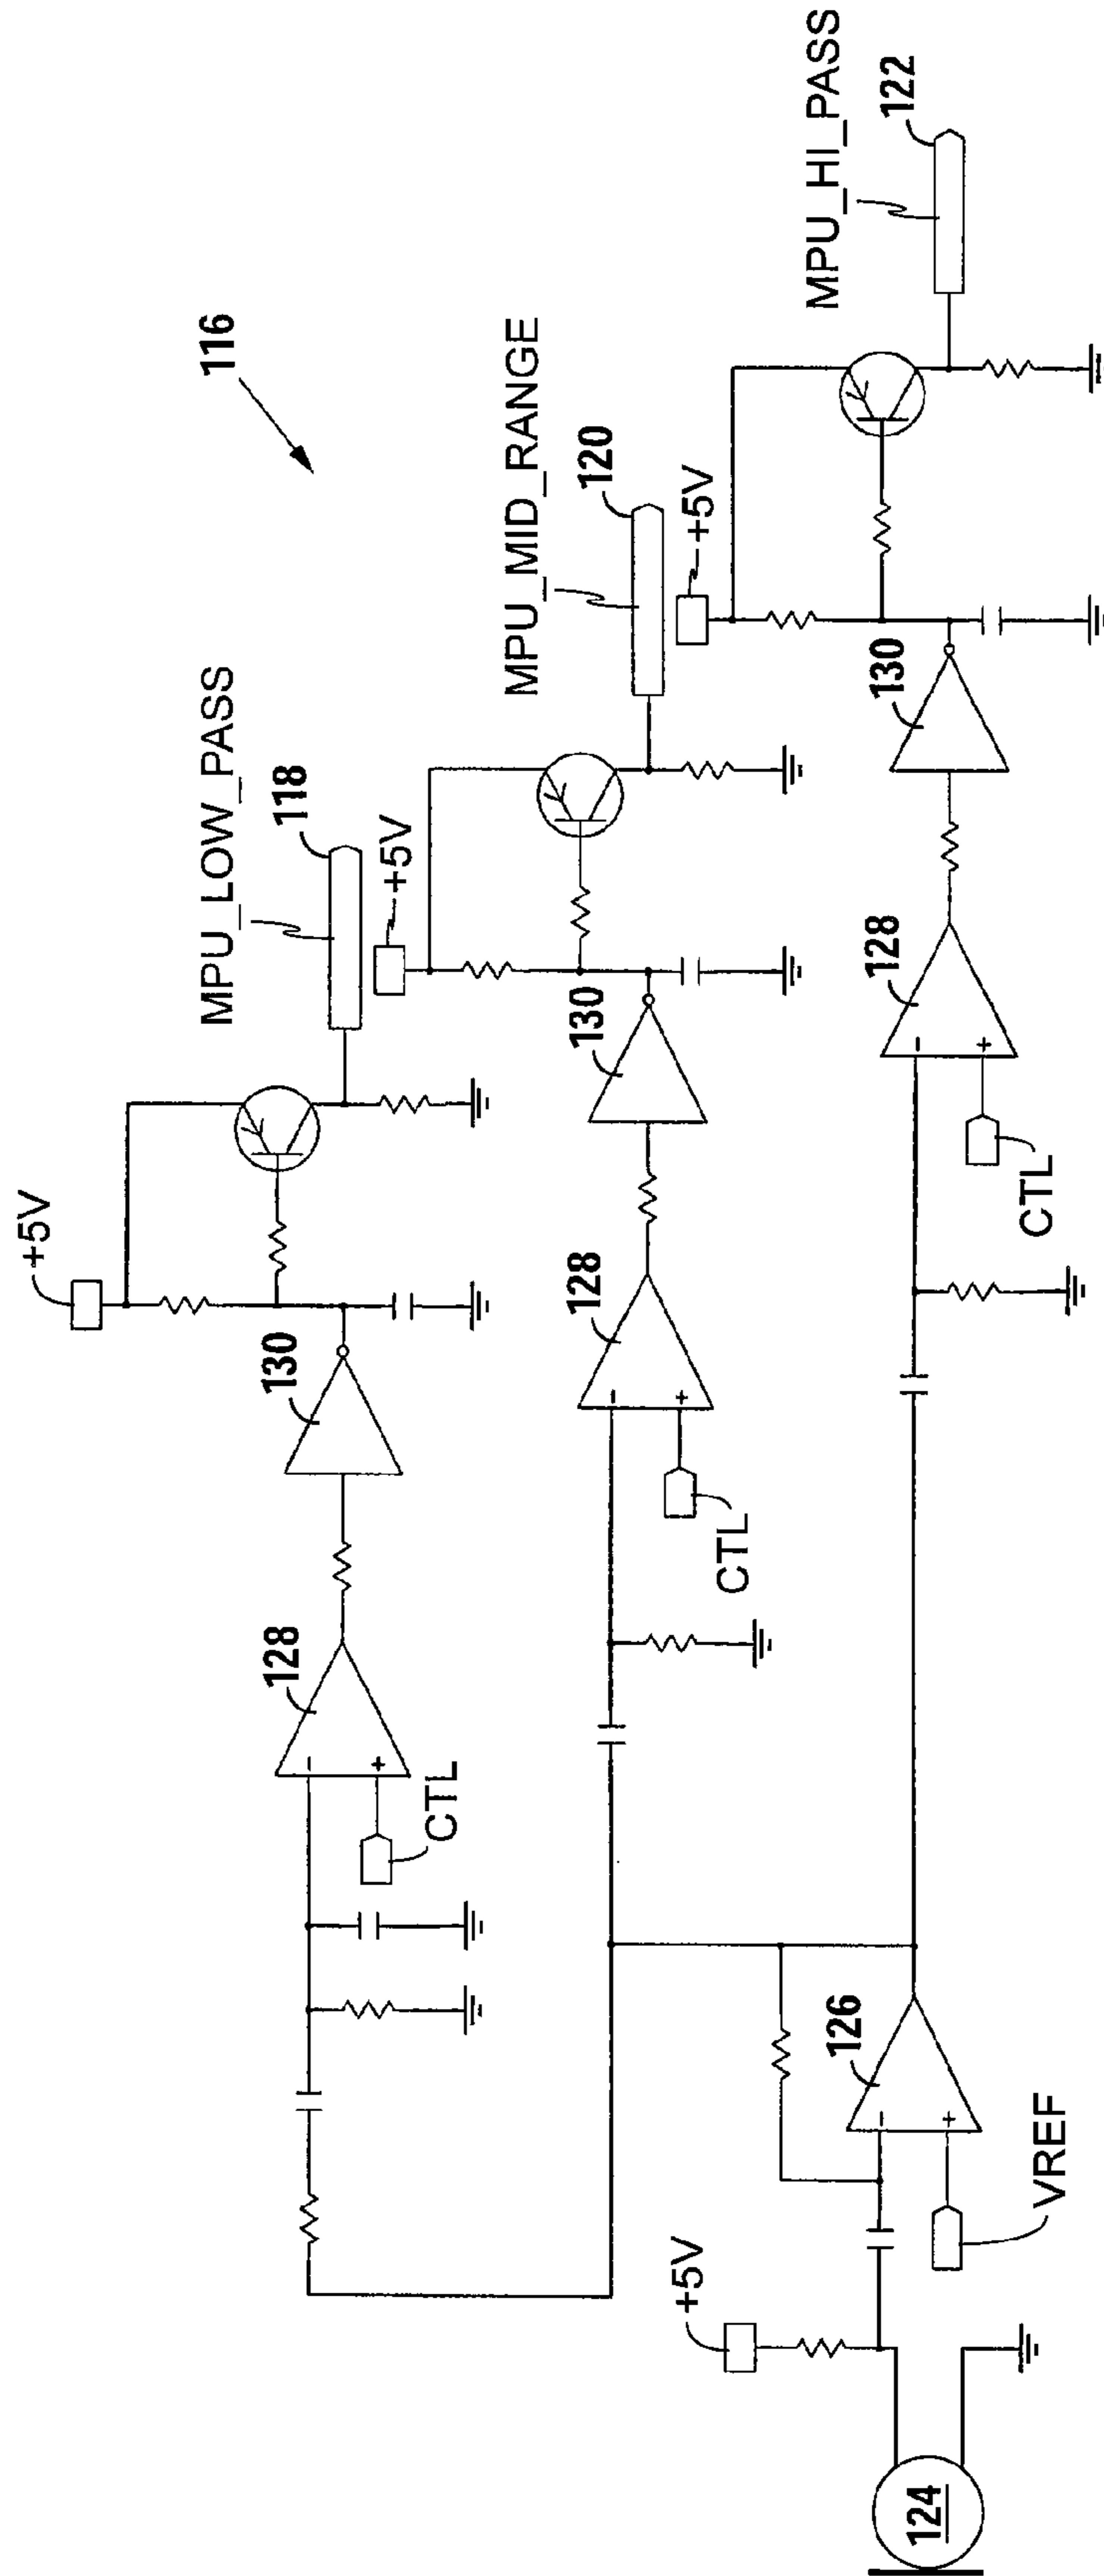 116
+5V
130
128
CTL
MPU_LOW_PASS
118
+5V
130
128
CTL
MPU_MID_RANGE
120
+5V
130
128
CTL
MPU_HI_PASS
122
+5V
126
VREF
124